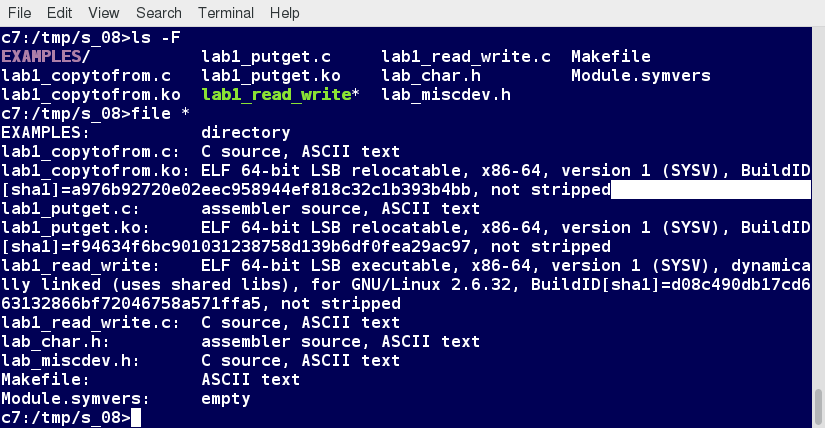 File Edit View Search Terminal Help
c7:/tmp/s_08>ls -F
EXAMPLES/ lab1_putget.c lab1_read_write.c Makefile
lab1_copytofrom.c lab1_putget.ko lab_char.h Module.symvers
lab1_copytofrom.ko lab1_read_write* lab_miscdev.h
c7:/tmp/s_08>file *
EXAMPLES: directory
lab1_copytofrom.c: C source, ASCII text
lab1_copytofrom.ko: ELF 64-bit LSB relocatable, x86-64, version 1 (SYSV), BuildID
[sha1]=a976b92720e02eec958944ef818c32c1b393b4bb, not stripped
lab1_putget.c: assembler source, ASCII text
lab1_putget.ko: ELF 64-bit LSB relocatable, x86-64, version 1 (SYSV), BuildID
[sha1]=f94634f6bc901031238758d139b6df0fea29ac97, not stripped
lab1_read_write: ELF 64-bit LSB executable, x86-64, version 1 (SYSV), dynamica
lly linked (uses shared libs), for GNU/Linux 2.6.32, BuildID[sha1]=d08c490db17cd6
63132866bf72046758a571ffa5, not stripped
lab1_read_write.c: C source, ASCII text
lab_char.h: assembler source, ASCII text
lab_miscdev.h: C source, ASCII text
Makefile: ASCII text
Module.symvers: empty
c7:/tmp/s_08>